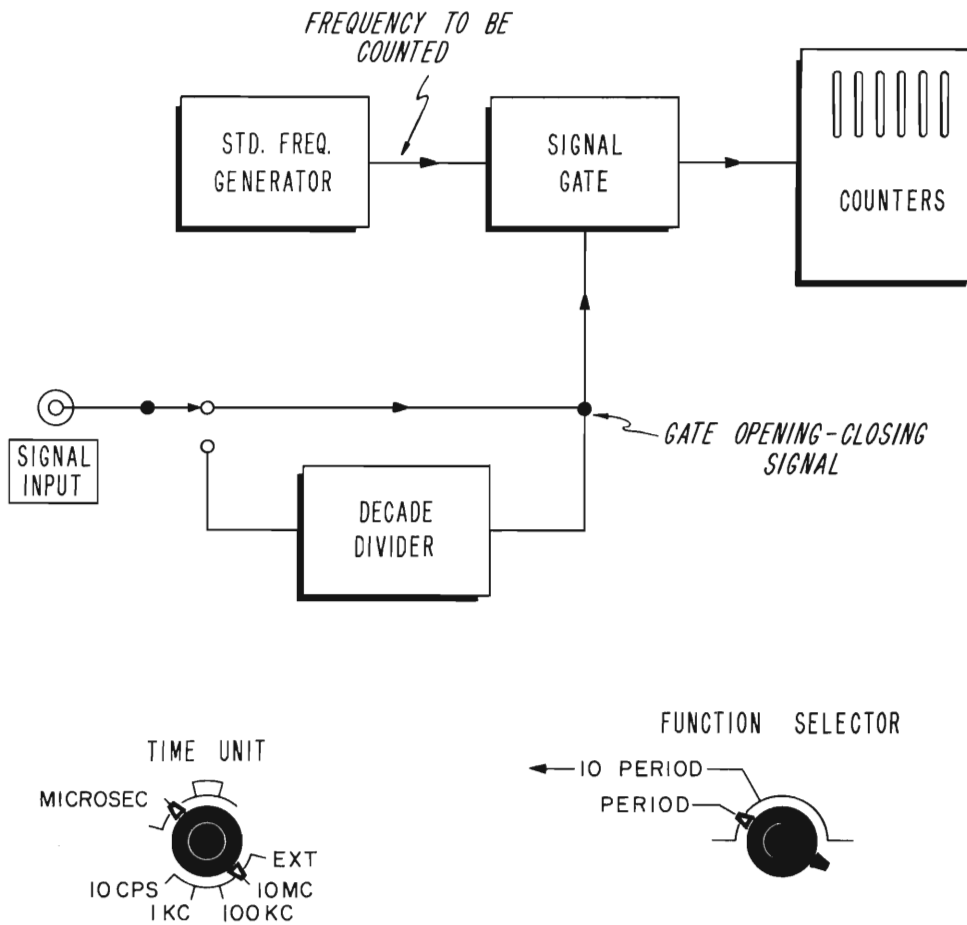 FREQUENCY TO BE
COUNTED
STD. FREQ.
GENERATOR
SIGNAL
GATE
COUNTERS
SIGNAL
INPUT
GATE OPENING-CLOSING
SIGNAL
DECADE
DIVIDER
TIME UNIT
MICROSEC
EXT
10 CPS
10 MC
1 KC
100 KC
FUNCTION SELECTOR
10 PERIOD
PERIOD